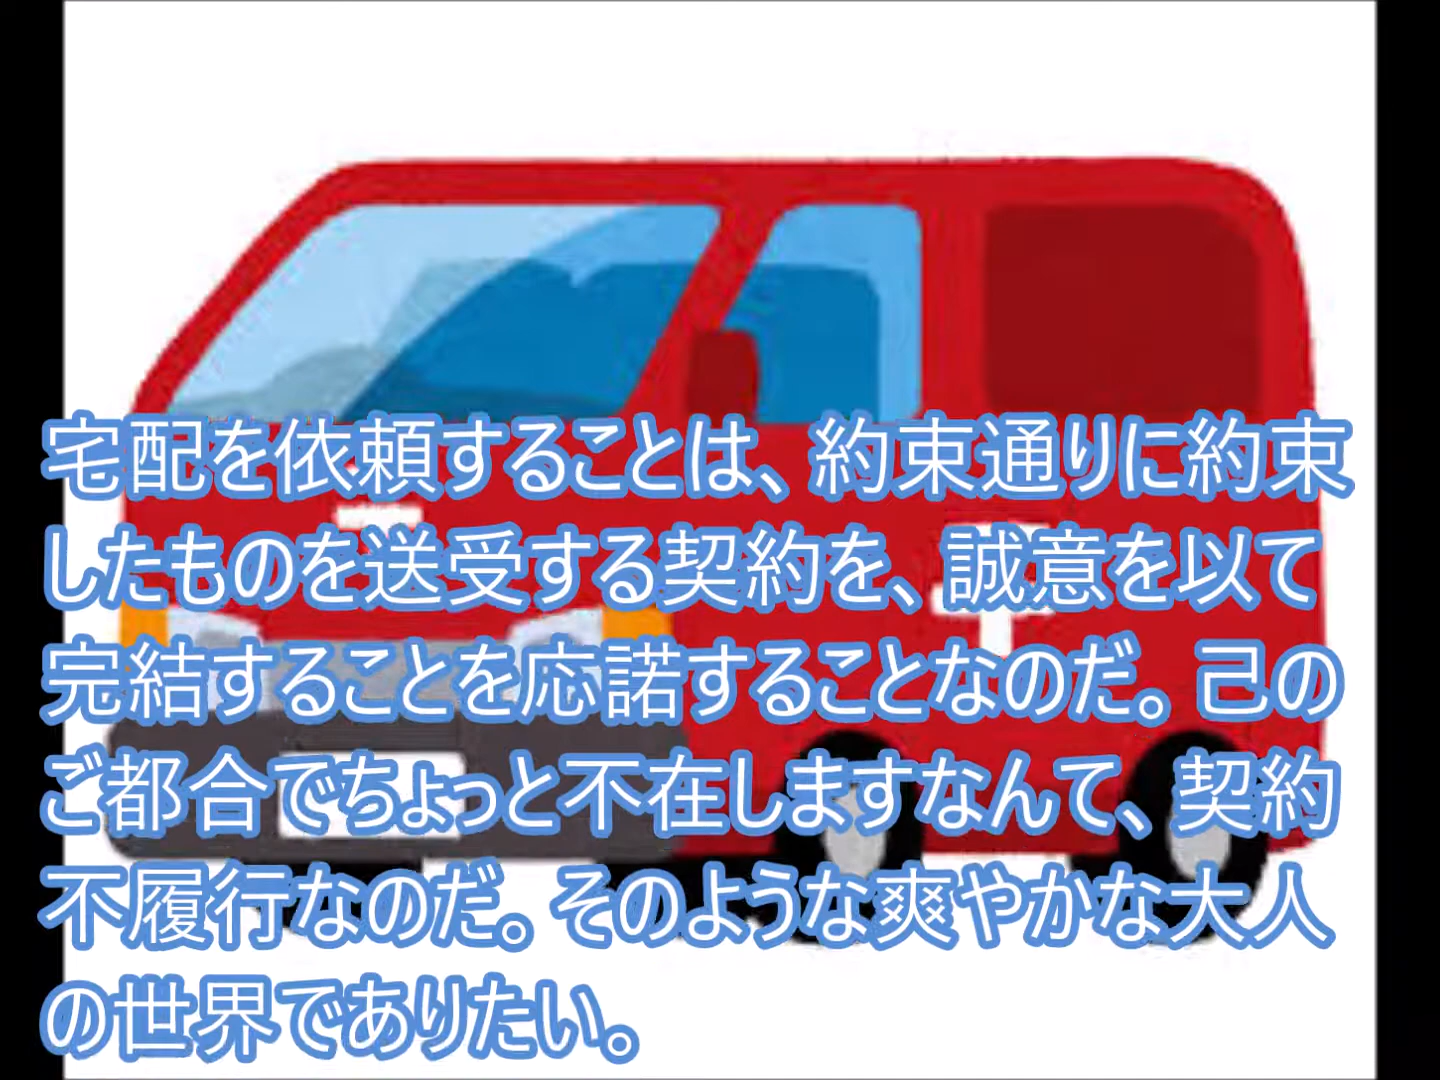 宅配を依頼することは、約束通りに約束
したものを送受する契約を、誠意を以て
完結することを応諾することなのだ。己の
ご都合でちょっと不在しますなんて、契約
不履行なのだ。そのような爽やかな大人
の世界でありたい。